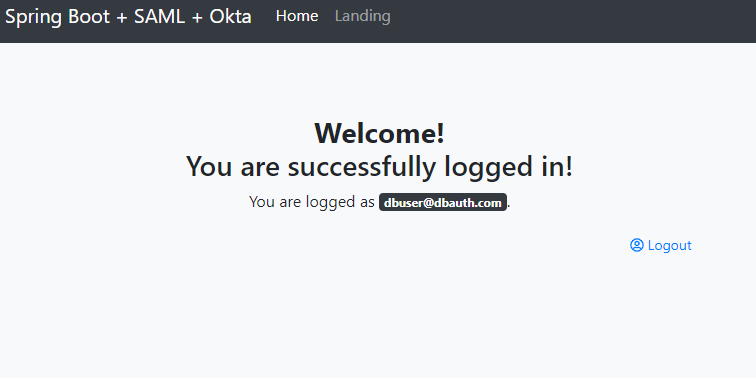 Spring Boot + SAML + Okta Home Landing
Welcome!
You are successfully logged in!
You are logged as dbuser@dbauth.com.
Logout